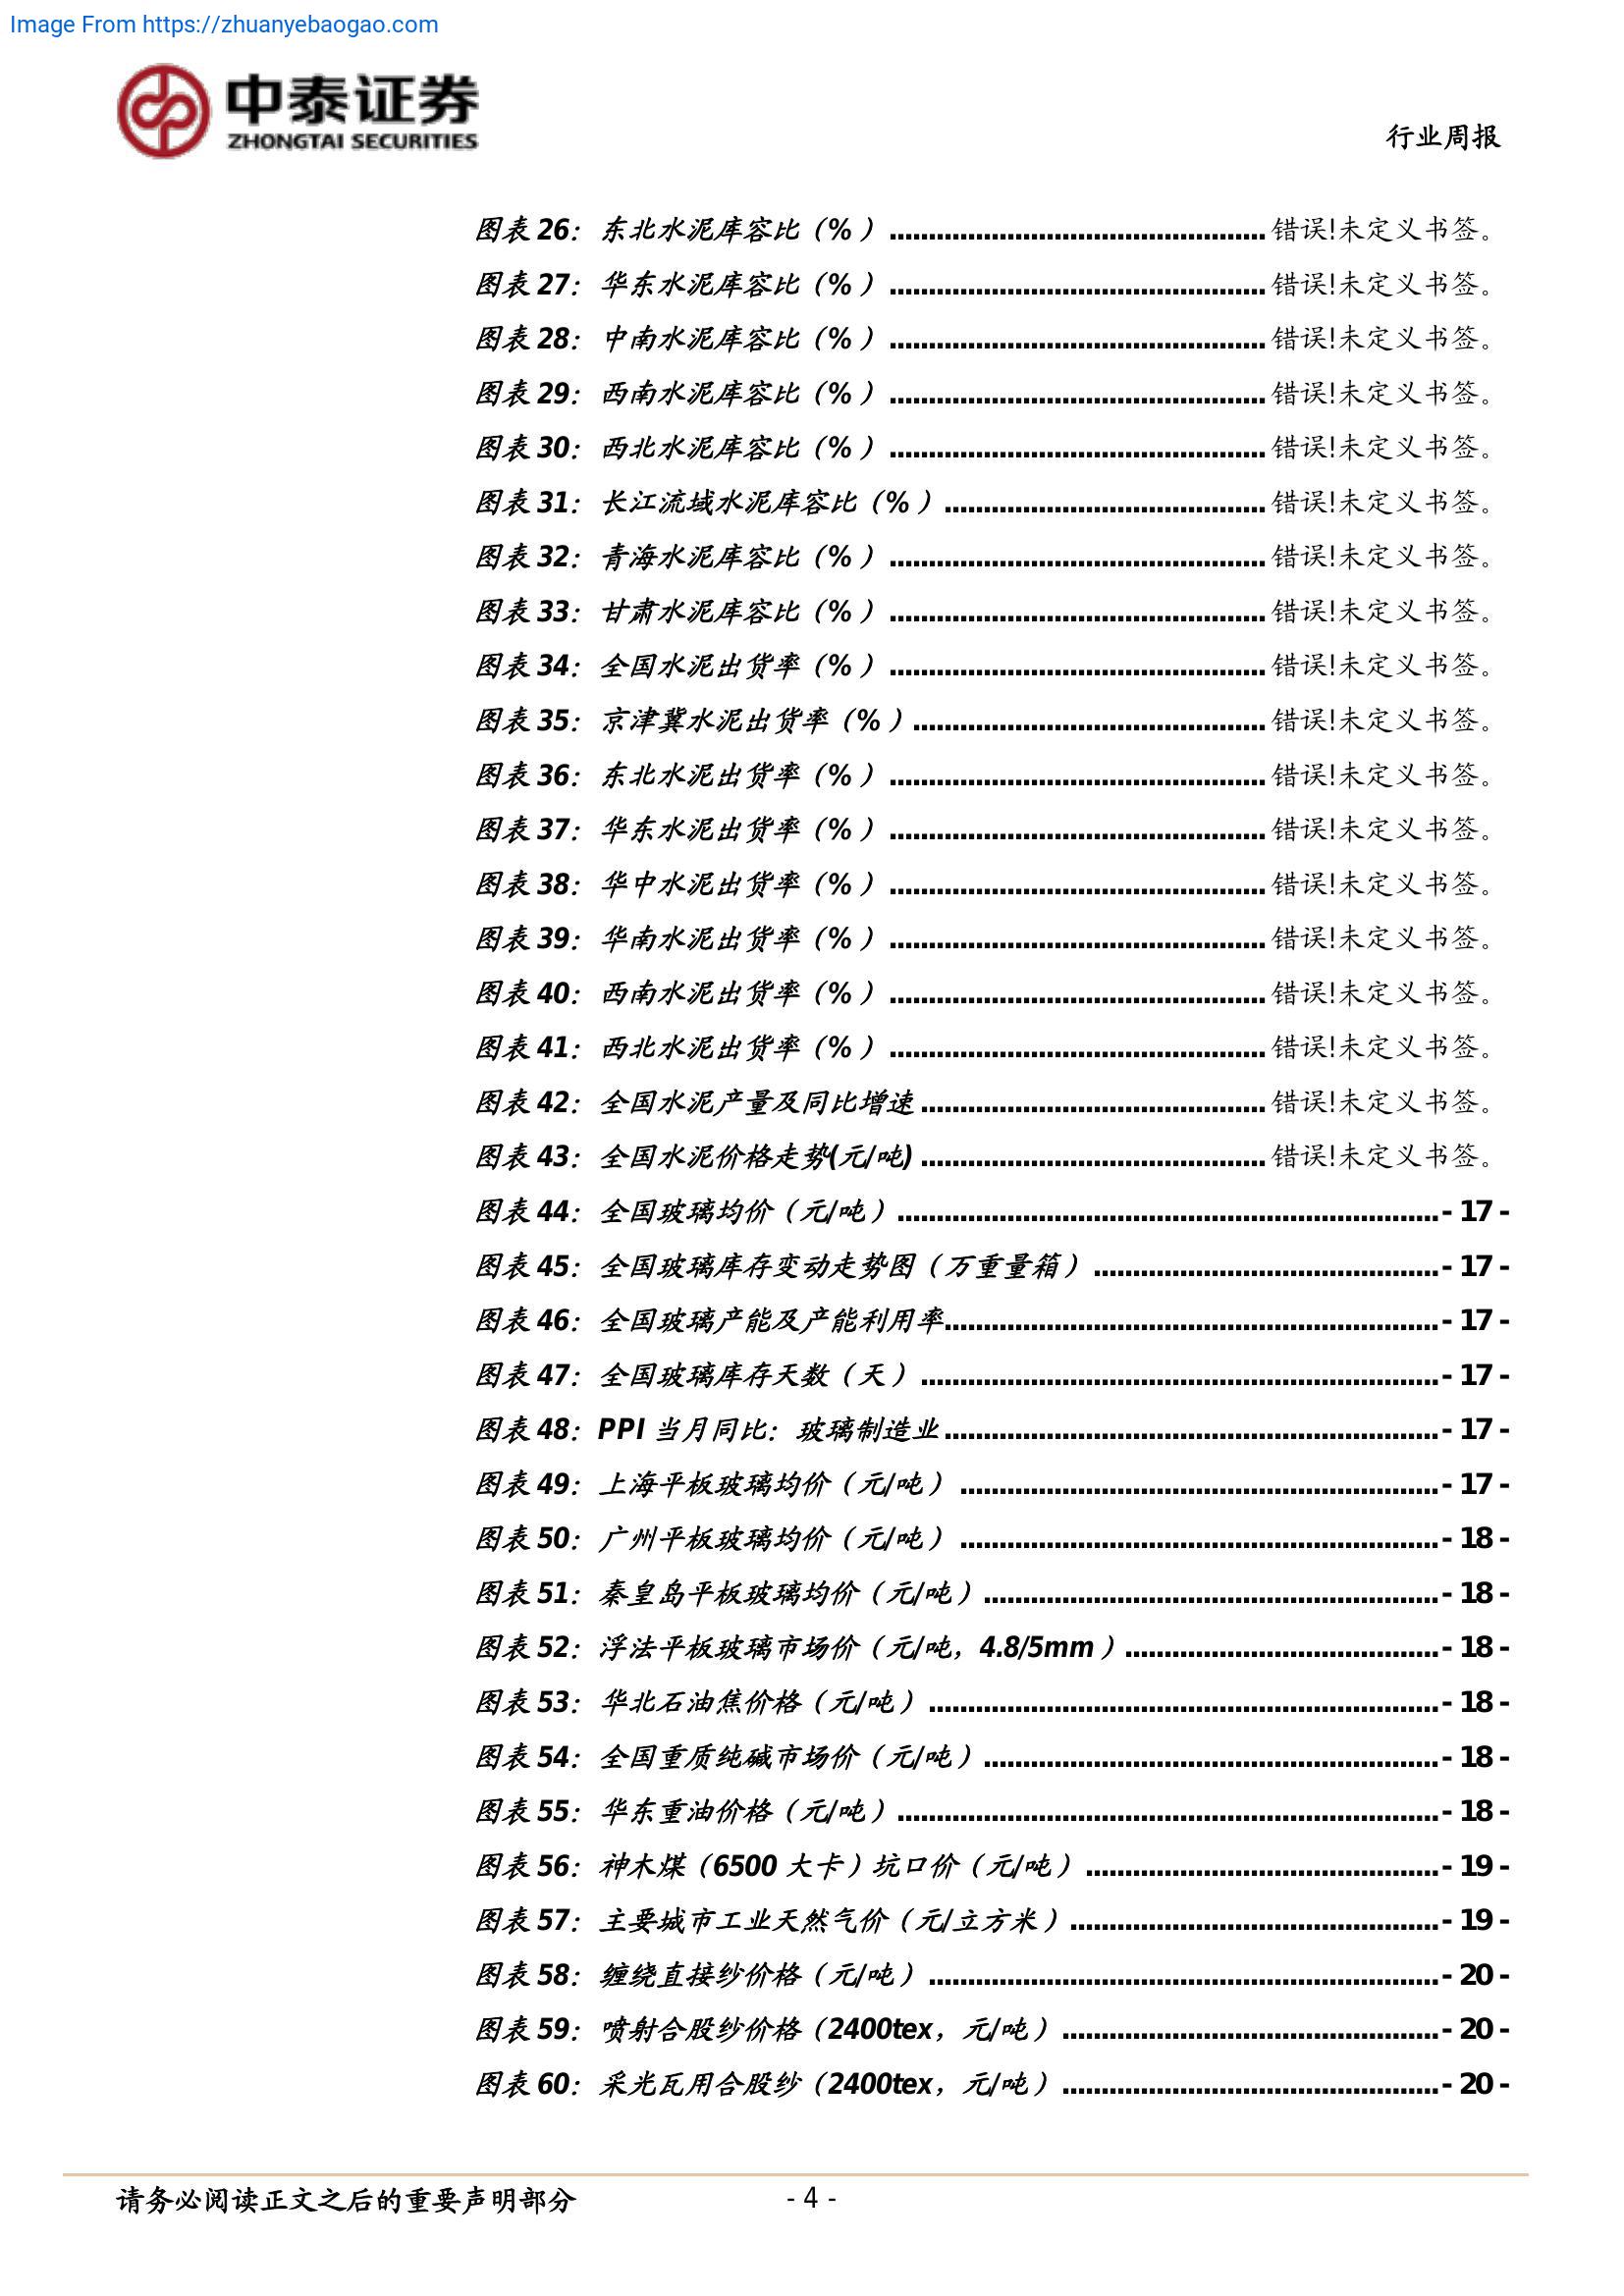 Image From https://zhuanyebaogao.com
中泰证券
ZHONGTAI SECURITIES
行业周报
图表 26：东北水泥库容比（%） ................................................ 错误!未定义书签。
图表 27：华东水泥库容比（%） ................................................ 错误!未定义书签。
图表 28：中南水泥库容比（%） ................................................ 错误!未定义书签。
图表 29：西南水泥库容比（%） ................................................ 错误!未定义书签。
图表 30：西北水泥库容比（%） ................................................ 错误!未定义书签。
图表 31：长江流域水泥库容比（%） ......................................... 错误!未定义书签。
图表 32：青海水泥库容比（%） ................................................ 错误!未定义书签。
图表 33：甘肃水泥库容比（%） ................................................ 错误!未定义书签。
图表 34：全国水泥出货率（%） ................................................ 错误!未定义书签。
图表 35：京津冀水泥出货率（%） ............................................. 错误!未定义书签。
图表 36：东北水泥出货率（%） ................................................ 错误!未定义书签。
图表 37：华东水泥出货率（%） ................................................ 错误!未定义书签。
图表 38：华中水泥出货率（%） ................................................ 错误!未定义书签。
图表 39：华南水泥出货率（%） ................................................ 错误!未定义书签。
图表 40：西南水泥出货率（%） ................................................ 错误!未定义书签。
图表 41：西北水泥出货率（%） ................................................ 错误!未定义书签。
图表 42：全国水泥产量及同比增速 ............................................ 错误!未定义书签。
图表 43：全国水泥价格走势(元/吨) ............................................ 错误!未定义书签。
图表 44：全国玻璃均价（元/吨） .....................................................................- 17 -
图表 45：全国玻璃库存变动走势图（万重量箱） ............................................- 17 -
图表 46：全国玻璃产能及产能利用率...............................................................- 17 -
图表 47：全国玻璃库存天数（天） ..................................................................- 17 -
图表 48：PPI 当月同比：玻璃制造业...............................................................- 17 -
图表 49：上海平板玻璃均价（元/吨） .............................................................- 17 -
图表 50：广州平板玻璃均价（元/吨） .............................................................- 18 -
图表 51：秦皇岛平板玻璃均价（元/吨） ..........................................................- 18 -
图表 52：浮法平板玻璃市场价（元/吨，4.8/5mm） ........................................- 18 -
图表 53：华北石油焦价格（元/吨） .................................................................- 18 -
图表 54：全国重质纯碱市场价（元/吨） ..........................................................- 18 -
图表 55：华东重油价格（元/吨） .....................................................................- 18 -
图表 56：神木煤（6500 大卡）坑口价（元/吨） .............................................- 19 -
图表 57：主要城市工业天然气价（元/立方米） ...............................................- 19 -
图表 58：缠绕直接纱价格（元/吨） .................................................................- 20 -
图表 59：喷射合股纱价格（2400tex，元/吨） ................................................- 20 -
图表 60：采光瓦用合股纱（2400tex，元/吨） ................................................- 20 -
请务必阅读正文之后的重要声明部分
- 4 -